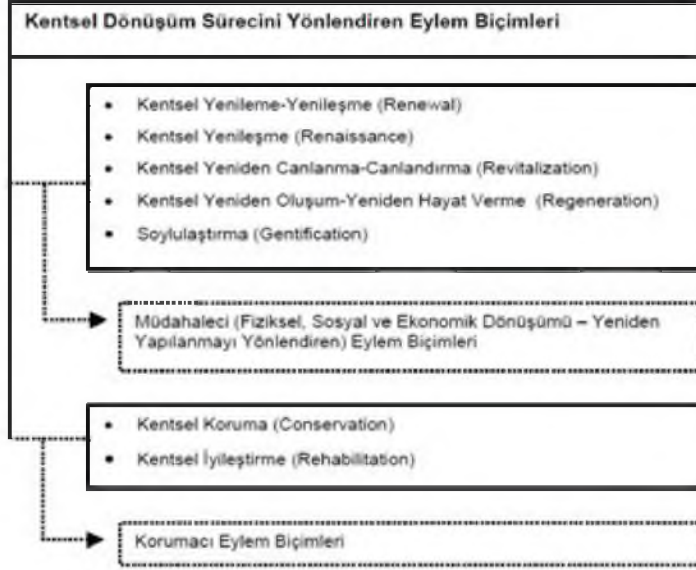 Kentsel Dönüşüm Sürecini Yönlendiren Eylem Biçimleri
• Kentsel Yenileme-Yenileşme (Renewal)
• Kentsel Yenileşme (Renaissance)
• Kentsel Yeniden Canlanma-Canlandırma (Revitalization)
• Kentsel Yeniden Oluşum-Yeniden Hayat Verme (Regeneration)
• Soylulaştırma (Gentification)
Müdahaleci (Fiziksel, Sosyal ve Ekonomik Dönüşümü – Yeniden
Yapılanmayı Yönlendiren) Eylem Biçimleri
• Kentsel Koruma (Conservation)
• Kentsel İyileştirme (Rehabilitation)
Korumacı Eylem Biçimleri